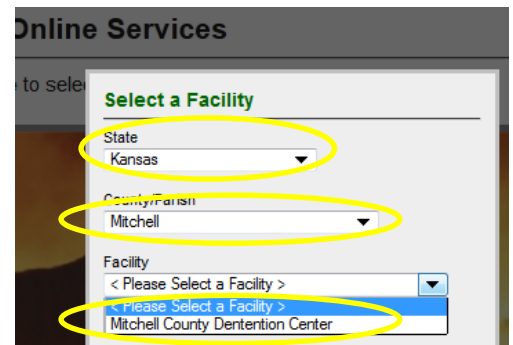 Online Services
to selec
Select a Facility
State
Kansas
County/Parish
Mitchell
Facility
< Please Select a Facility >
< Please Select a Facility >
Mitchell County Dentention Center